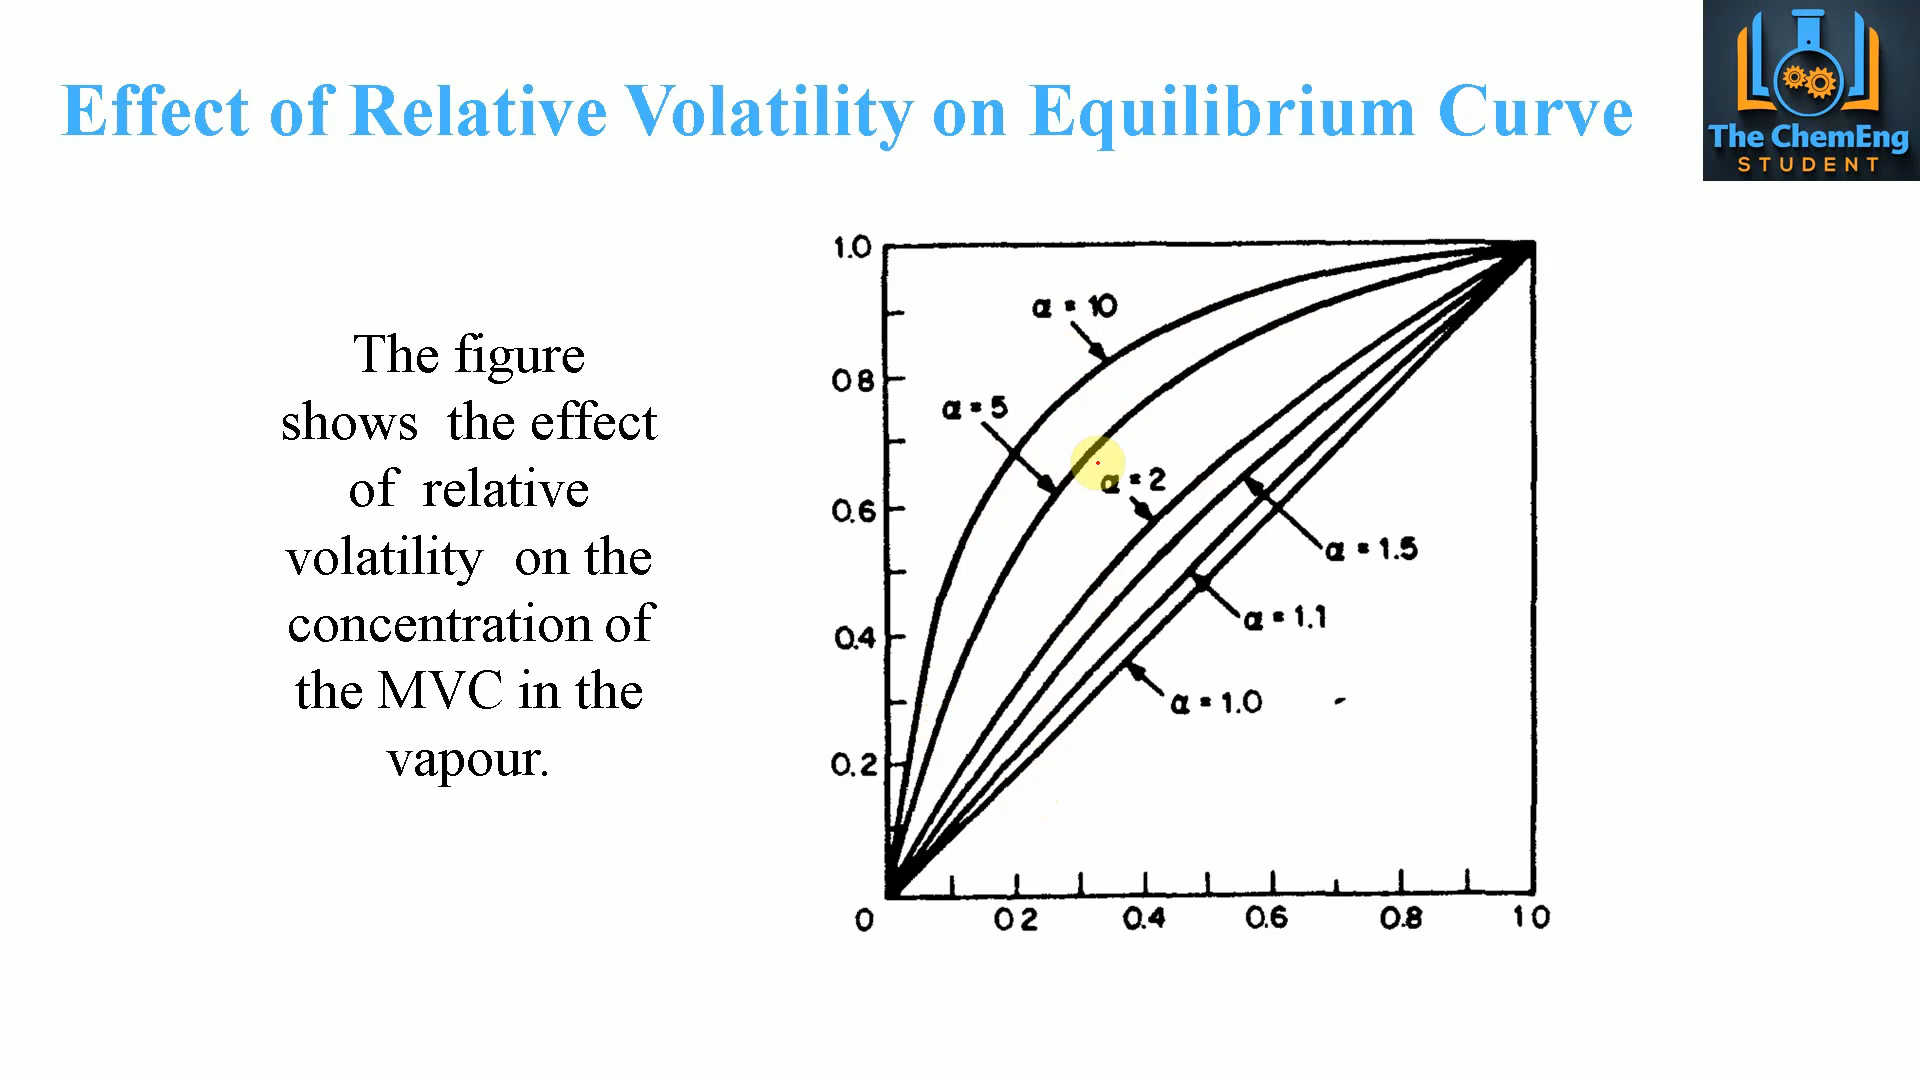 Effect of Relative Volatility on Equilibrium Curve
The ChemEng
STUDENT
The figure
shows the effect
of relative
volatility on the
concentration of
the MVC in the
vapour.
1.0
α = 10
0.8
α = 5
α = 2
0.6
α = 1.5
α = 1.1
0.4
α = 1.0
0.2
0
0 2
0.4
0.6
0.8
1 0